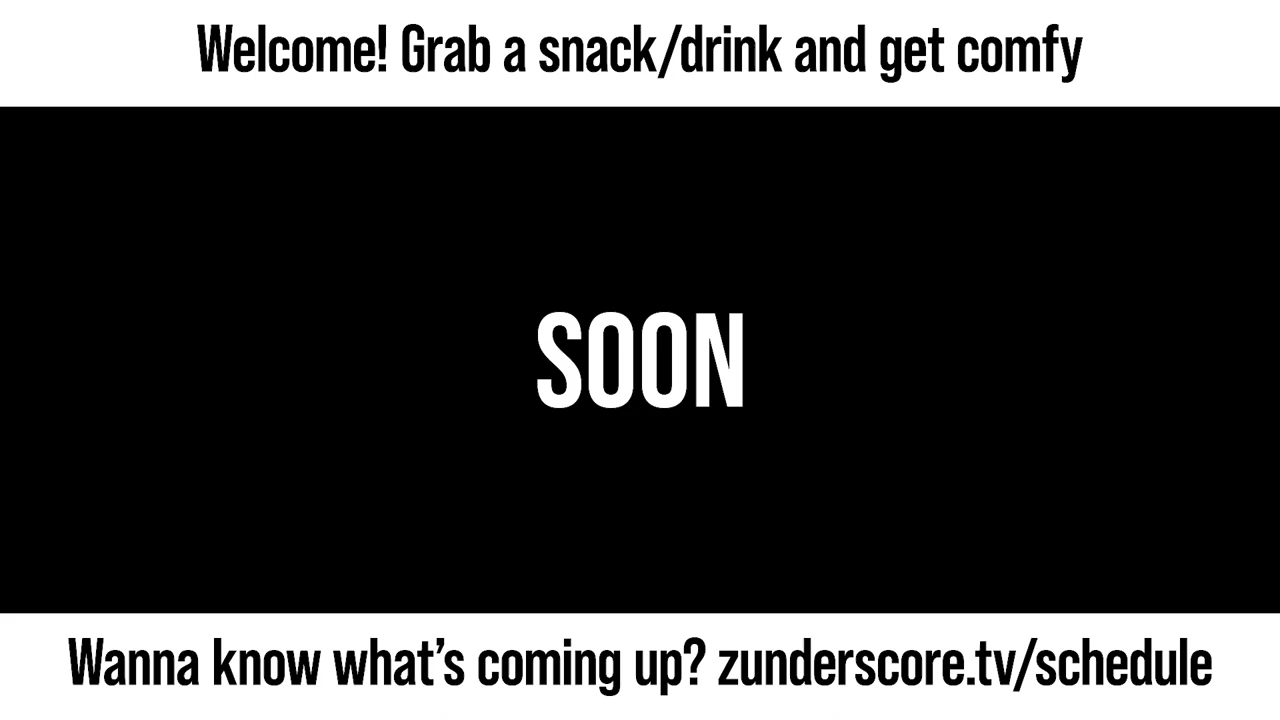 Welcome! Grab a snack/drink and get comfy
SOON
Wanna know what’s coming up? zunderscore.tv/schedule